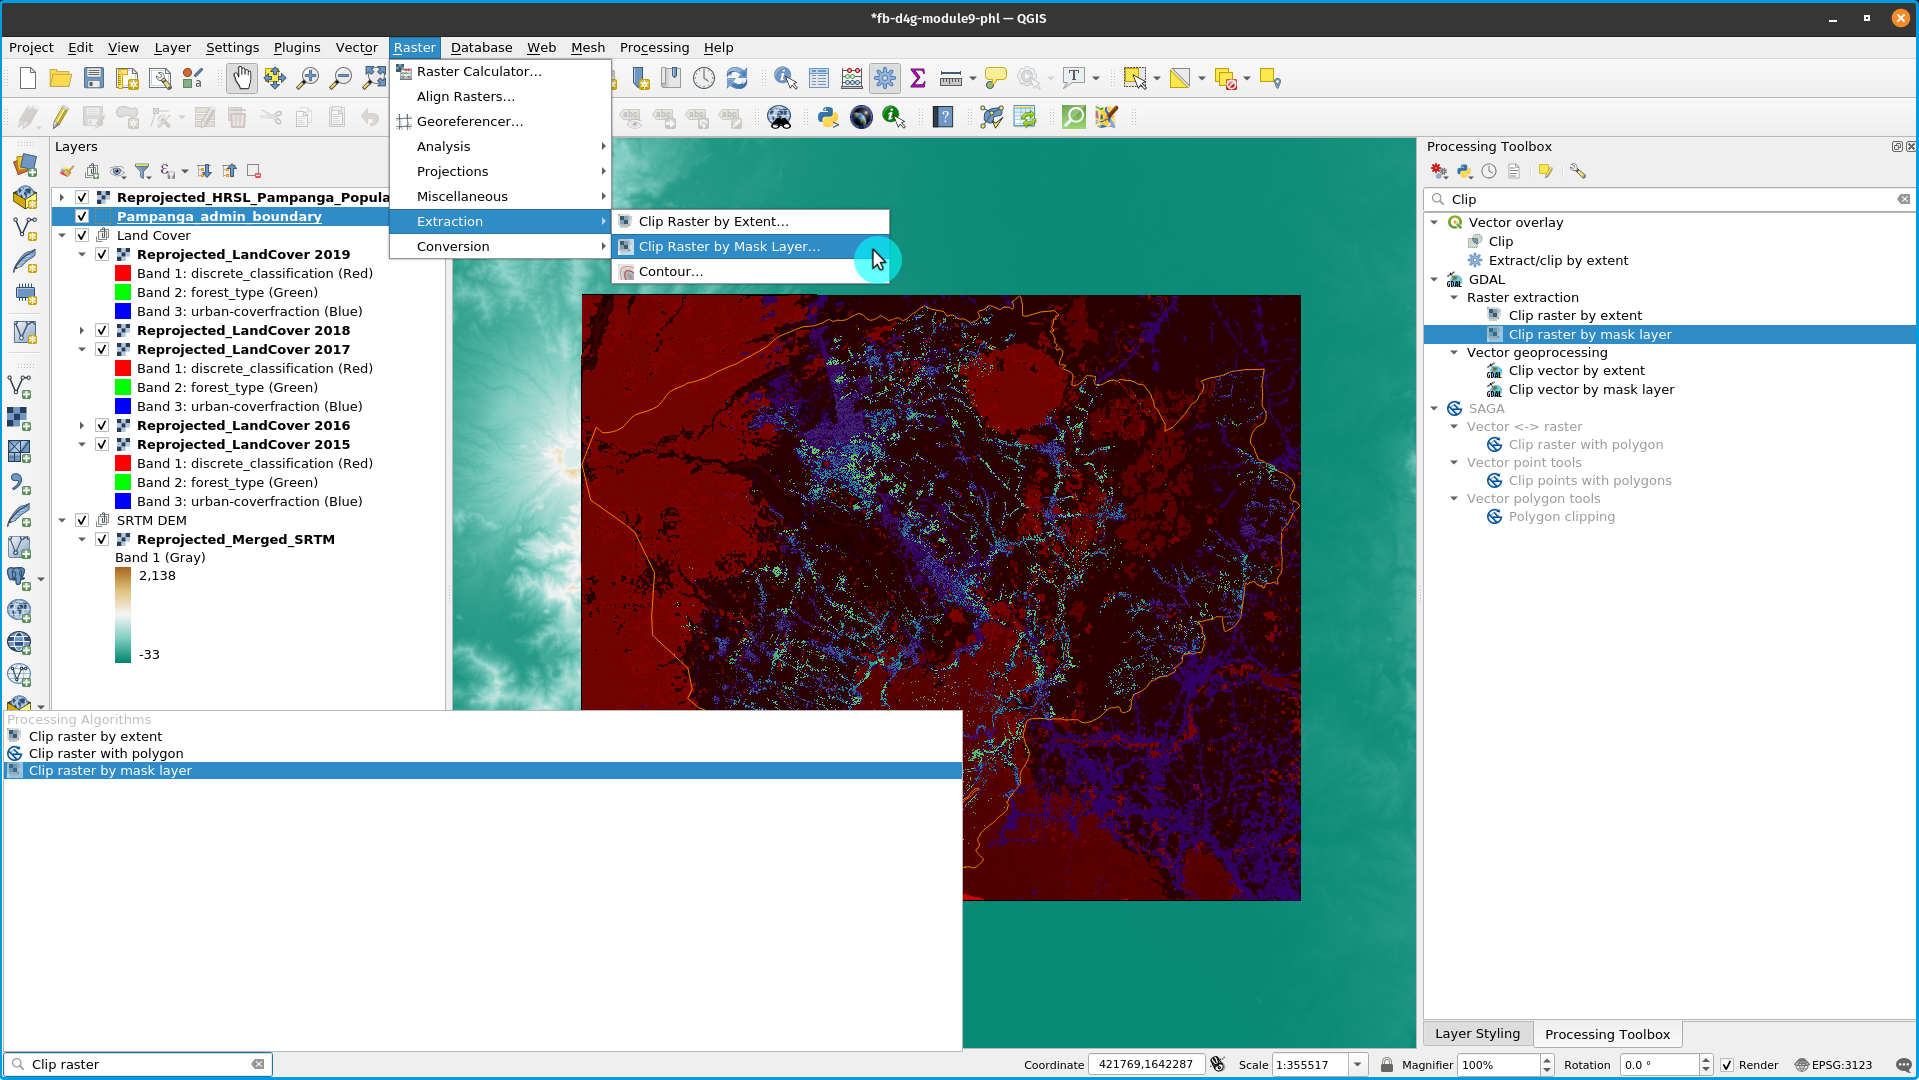 *fb-d4g-module9-phl — QGIS
Project Edit View Layer Settings Plugins Vector Raster Database Web Mesh Processing Help
Raster Calculator...
Align Rasters...
Georeferencer...
Analysis
Projections
Miscellaneous
Extraction
Conversion
Clip Raster by Extent...
Clip Raster by Mask Layer...
Contour...
Layers
Reprojected_HRSL_Pampanga_Popula
Pampanga_admin_boundary
Land Cover
Reprojected_LandCover 2019
Band 1: discrete_classification (Red)
Band 2: forest_type (Green)
Band 3: urban-coverfraction (Blue)
Reprojected_LandCover 2018
Reprojected_LandCover 2017
Band 1: discrete_classification (Red)
Band 2: forest_type (Green)
Band 3: urban-coverfraction (Blue)
Reprojected_LandCover 2016
Reprojected_LandCover 2015
Band 1: discrete_classification (Red)
Band 2: forest_type (Green)
Band 3: urban-coverfraction (Blue)
SRTM DEM
Reprojected_Merged_SRTM
Band 1 (Gray)
2,138
-33
Processing Algorithms
Clip raster by extent
Clip raster with polygon
Clip raster by mask layer
Processing Toolbox
Clip
Vector overlay
Clip
Extract/clip by extent
GDAL
Raster extraction
Clip raster by extent
Clip raster by mask layer
Vector geoprocessing
Clip vector by extent
Clip vector by mask layer
SAGA
Vector <-> raster
Clip raster with polygon
Vector point tools
Clip points with polygons
Vector polygon tools
Polygon clipping
Layer Styling Processing Toolbox
Clip raster
Coordinate 421769,1642287 Scale 1:355517 Magnifier 100% Rotation 0.0 ° Render EPSG:3123